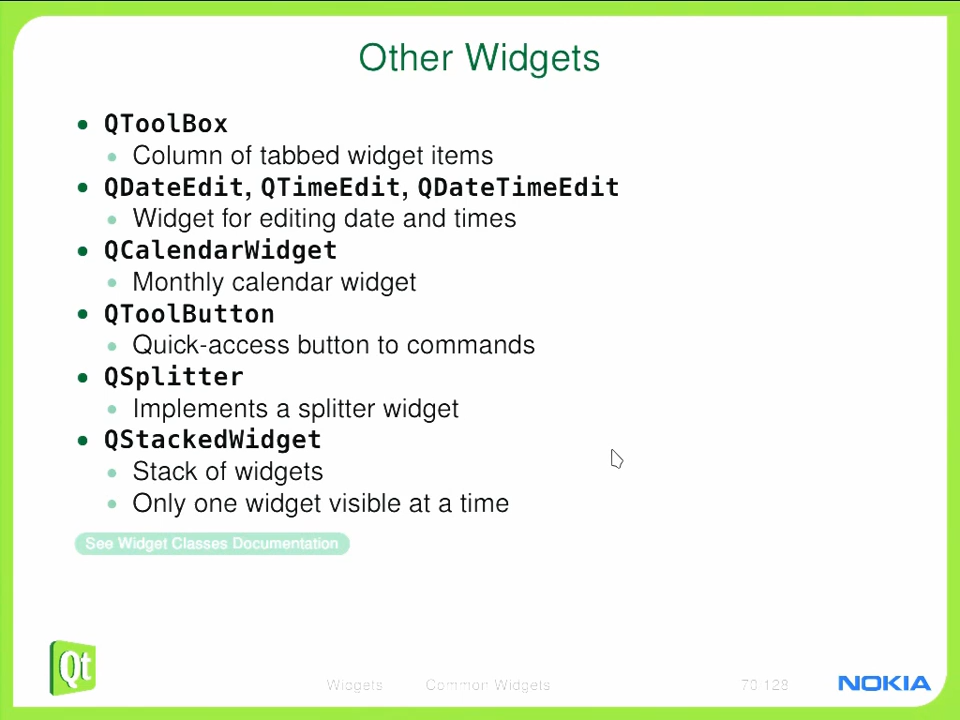 Other Widgets
QToolBox
Column of tabbed widget items
QDateEdit, QTimeEdit, QDateTimeEdit
Widget for editing date and times
QCalendarWidget
Monthly calendar widget
QToolButton
Quick-access button to commands
QSplitter
Implements a splitter widget
QStackedWidget
Stack of widgets
Only one widget visible at a time
See Widget Classes Documentation
Qt
Widgets Common Widgets 70 128 NOKIA